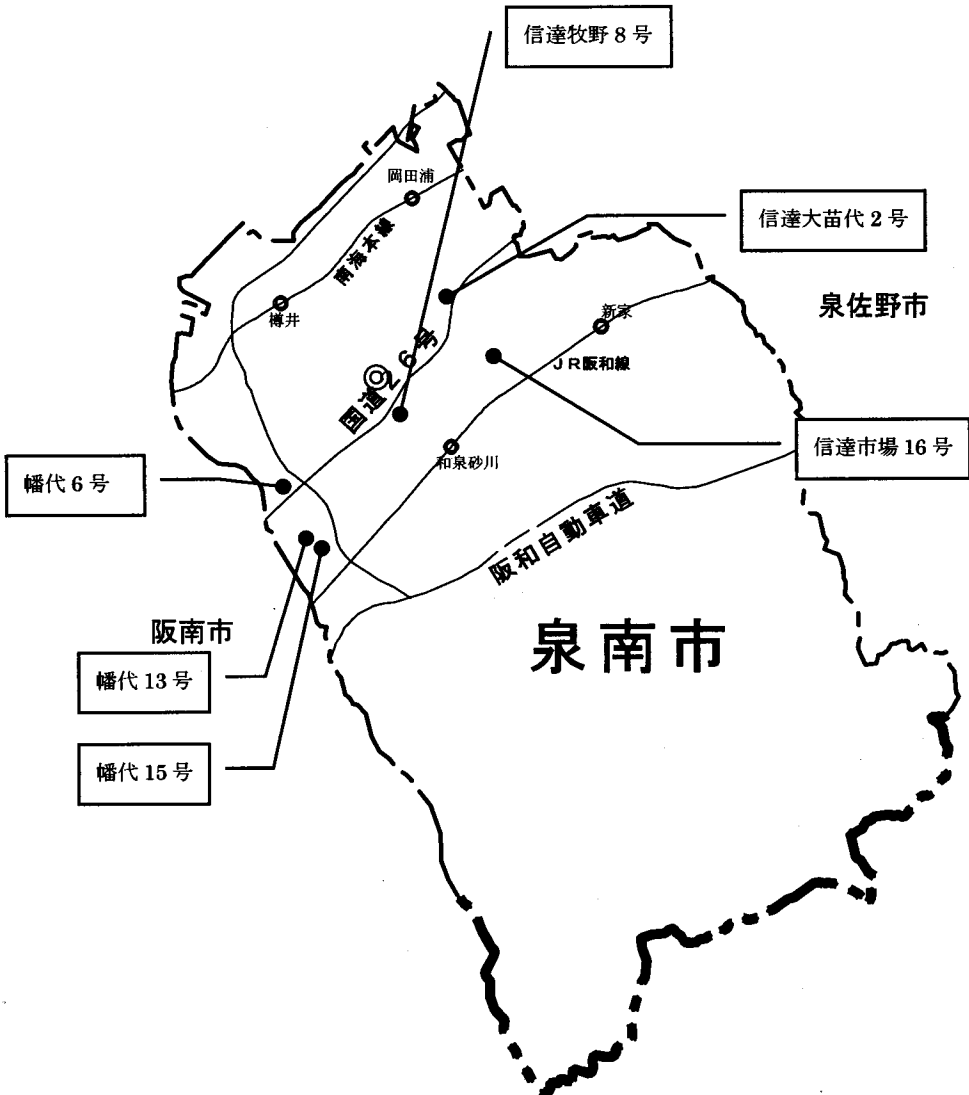 信達牧野 8 号
岡田浦
南海本線
信達大苗代 2 号
樽井
新家
泉佐野市
国道26号
JR阪和線
信達市場 16 号
和泉砂川
幡代 6 号
阪和自動車道
阪南市
泉南市
幡代 13 号
幡代 15 号